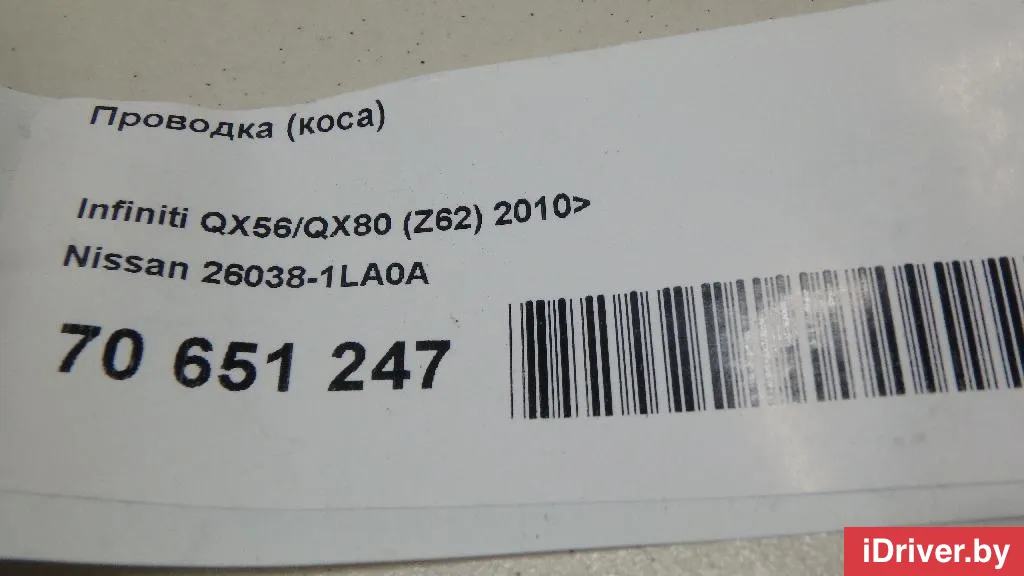 Проводка (коса)
Infiniti QX56/QX80 (Z62) 2010>
Nissan 26038-1LA0A
70 651 247
iDriver.by